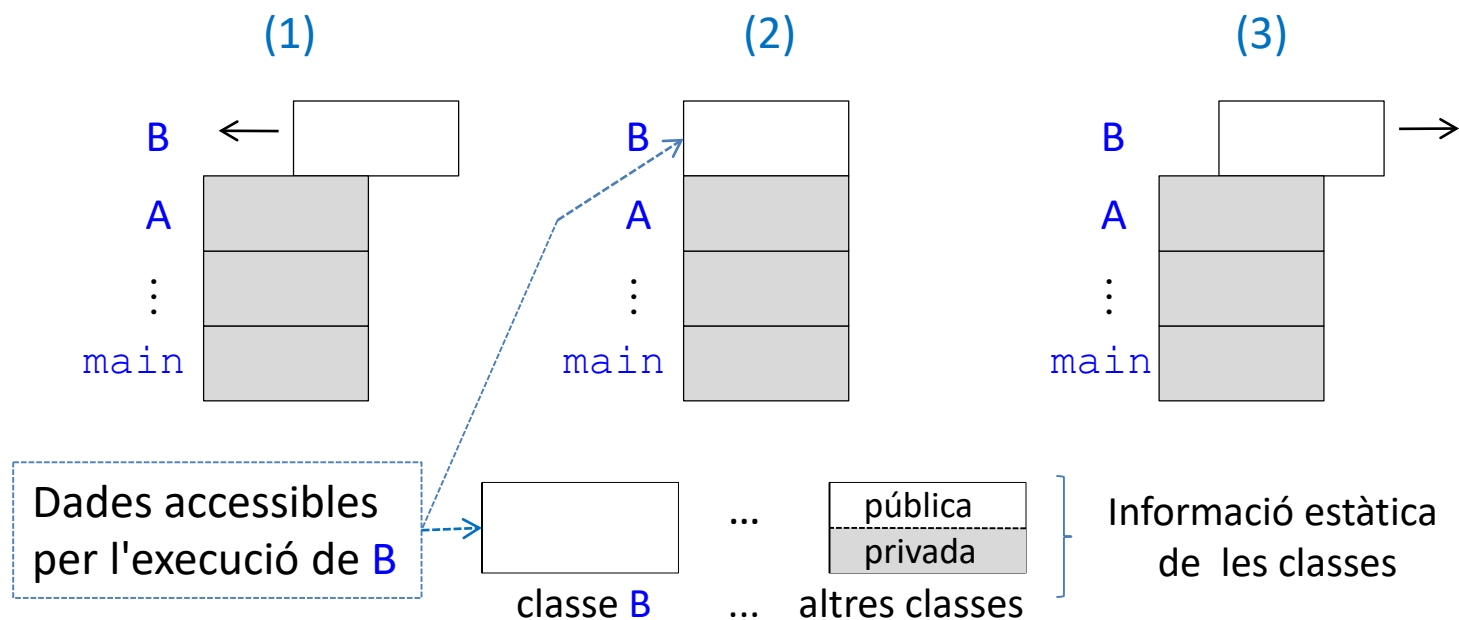 (1)
(2)
(3)
B
B
B
A
A
A
⋮
⋮
⋮
main
main
main
Dades accessibles
per l'execució de B
...
pública
privada
Informació estàtica
de les classes
classe B ... altres classes